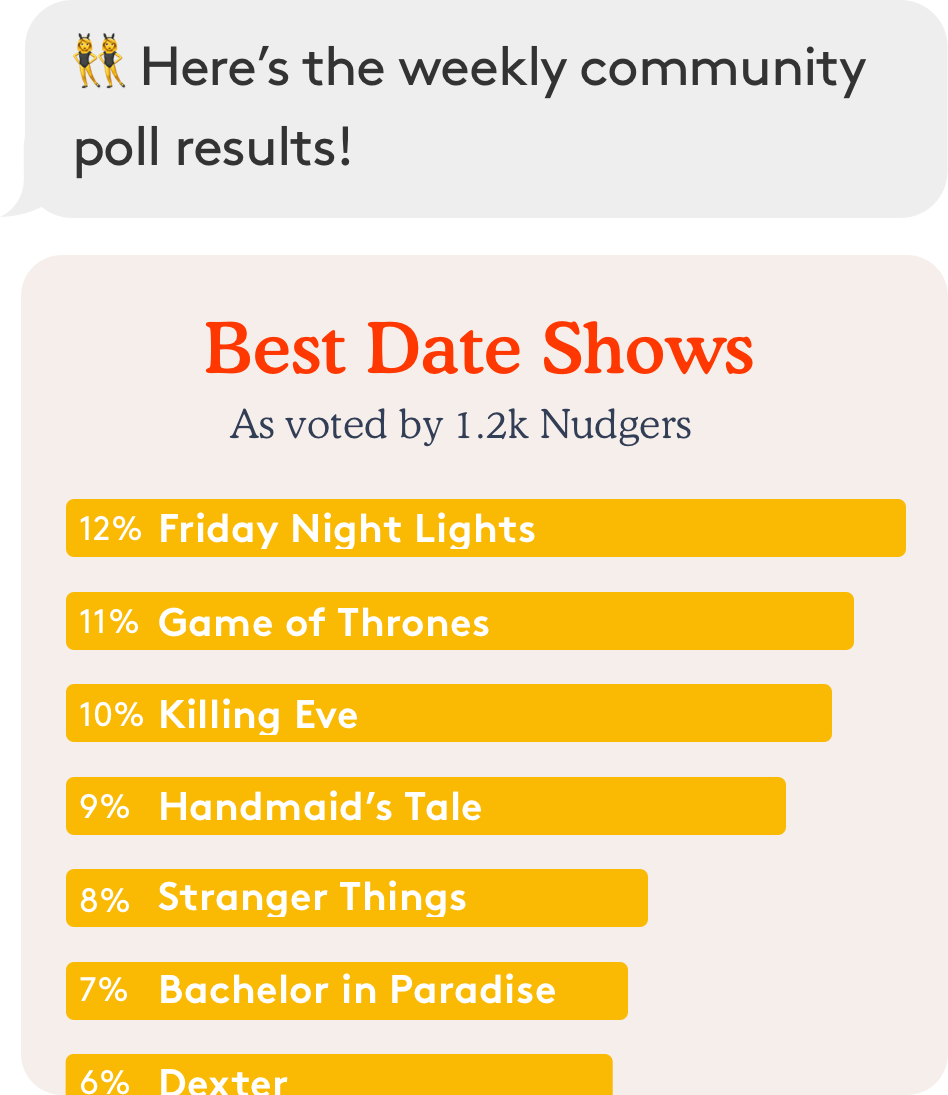 👯 Here’s the weekly community
poll results!
Best Date Shows
As voted by 1.2k Nudgers
12% Friday Night Lights
11% Game of Thrones
10% Killing Eve
9% Handmaid’s Tale
8% Stranger Things
7% Bachelor in Paradise
6% Dexter